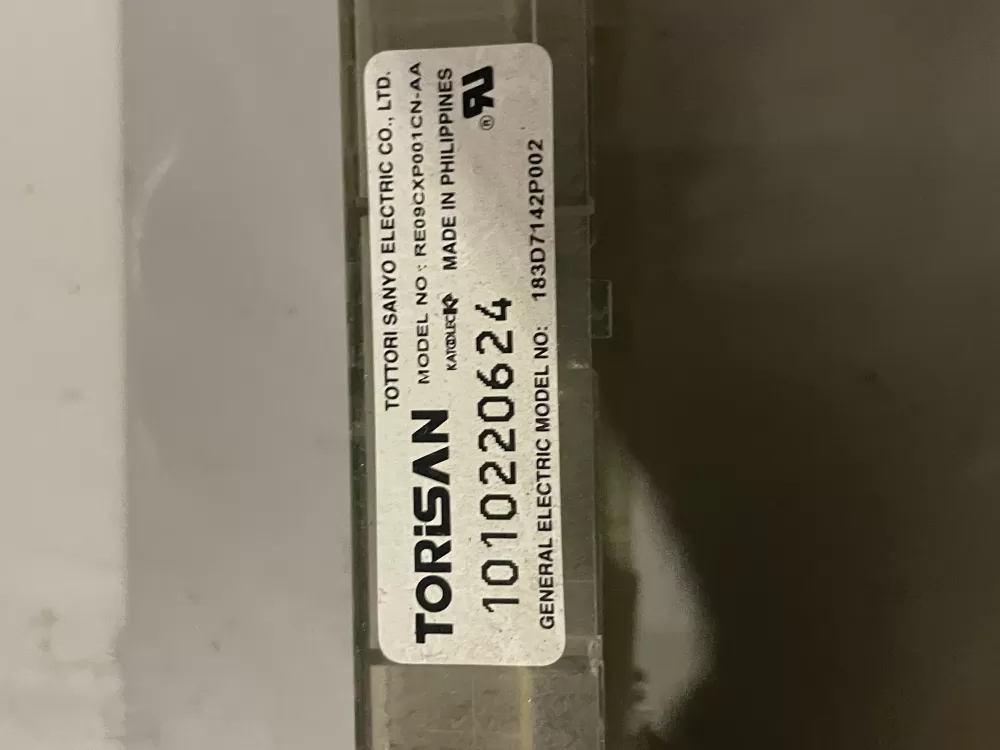 TOTTORI SANYO ELECTRIC CO., LTD.
TORiSAN MODEL NO : RE09CXP001CN-AA
KATOOLEC MADE IN PHILIPPINES
1010220624
GENERAL ELECTRIC MODEL NO: 183D7142P002